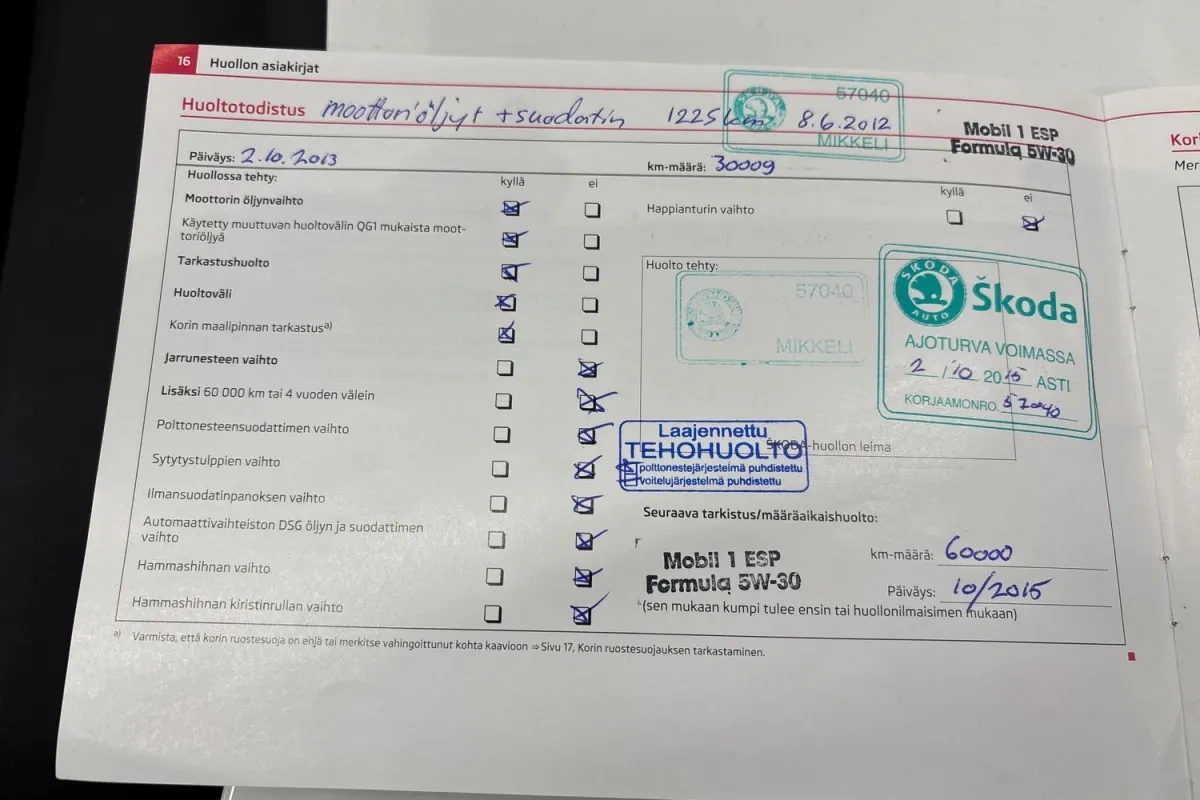 16 Huollon asiakirjat
Huoltotodistus moottoriöljyt + suodatin 1225 km 8.6.2012
57040
MIKKELI
Mobil 1 ESP
Formula 5W-30
Päiväys: 2.10.2013 km-määrä: 30009
Huollossa tehty: kyllä ei
Moottorin öljynvaihto
Käytetty muuttuvan huoltovälin QG1 mukaista moot-
toriöljyä
Tarkastushuolto
Huoltoväli
Korin maalipinnan tarkastus a)
Jarrunesteen vaihto
Lisäksi 60 000 km tai 4 vuoden välein
Polttonesteensuodattimen vaihto
Sytytystulppien vaihto
Ilmansuodatinpanoksen vaihto
Automaattivaihteiston DSG öljyn ja suodattimen
vaihto
Hammashihnan vaihto
Hammashihnan kiristinrullan vaihto
kyllä ei
Happianturin vaihto
Huolto tehty:
57040
MIKKELI
SKODA
AUTO
Škoda
AJOTURVA VOIMASSA
2 / 10 2015 ASTI
KORJAAMONRO. 57040
ŠKODA-huollon leima
Laajennettu
TEHOHUOLTO
polttonestejärjestelmä puhdistettu
voitelujärjestelmä puhdistettu
Seuraava tarkistus/määräaikaishuolto:
Mobil 1 ESP
Formula 5W-30
km-määrä: 60000
Päiväys: 10/2015
(sen mukaan kumpi tulee ensin tai huollonilmaisimen mukaan)
a) Varmista, että korin ruostesuoja on ehjä tai merkitse vahingoittunut kohta kaavioon ⇒ Sivu 17, Korin ruostesuojauksen tarkastaminen.
Kor
Mer